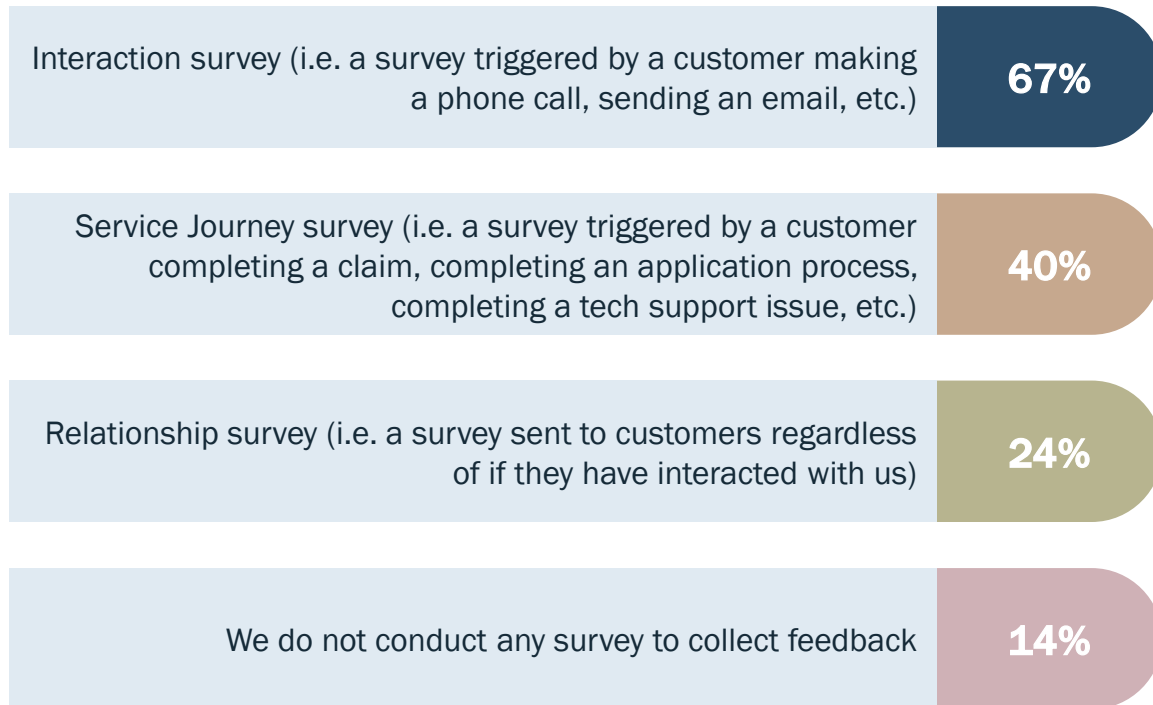 Interaction survey (i.e. a survey triggered by a customer making
a phone call, sending an email, etc.)
67%
Service Journey survey (i.e. a survey triggered by a customer
completing a claim, completing an application process,
completing a tech support issue, etc.)
40%
Relationship survey (i.e. a survey sent to customers regardless
of if they have interacted with us)
24%
We do not conduct any survey to collect feedback
14%